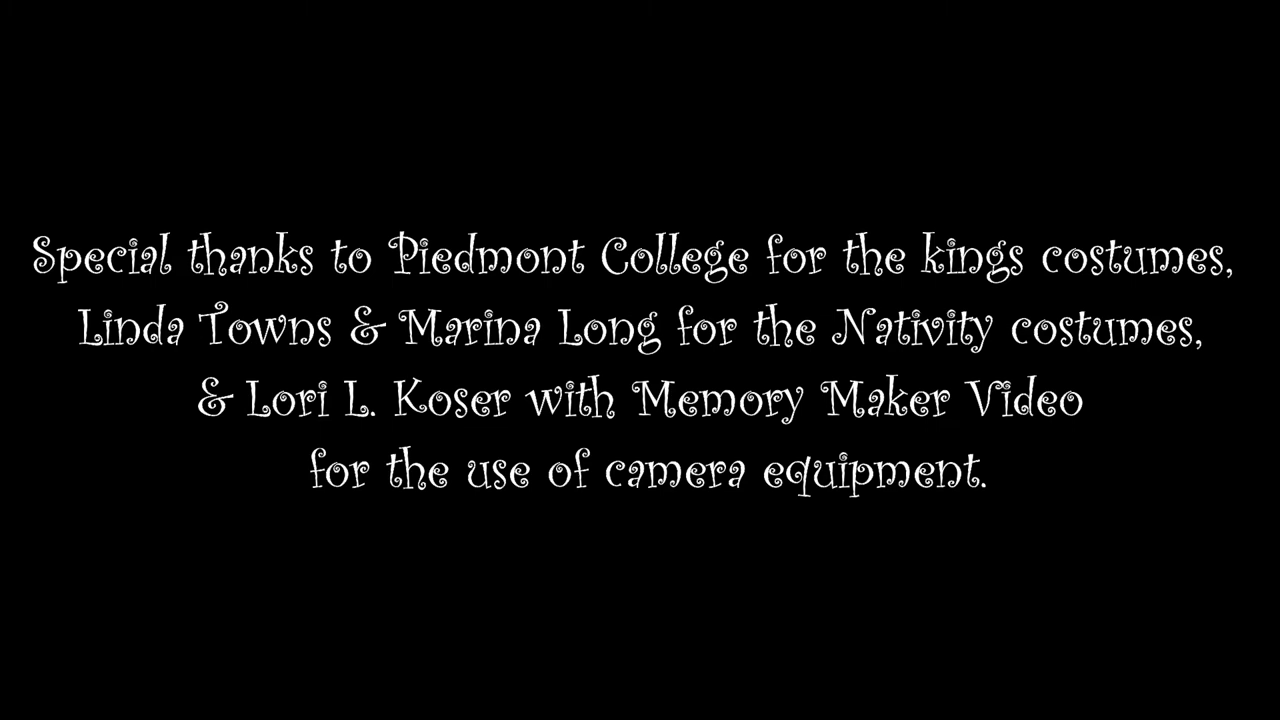 Special thanks to Piedmont College for the kings costumes,
Linda Towns & Marina Long for the Nativity costumes,
& Lori L. Koser with Memory Maker Video
for the use of camera equipment.